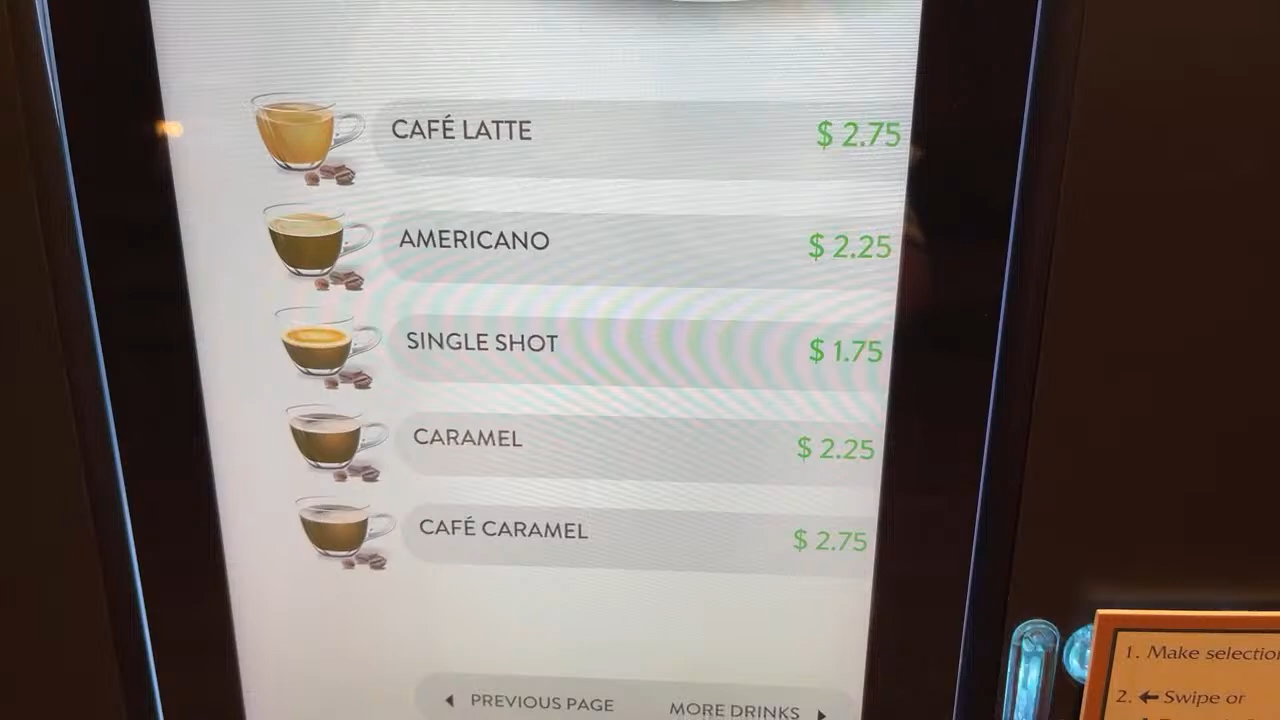 CAFÉ LATTE $ 2.75
AMERICANO $ 2.25
SINGLE SHOT $ 1.75
CARAMEL $ 2.25
CAFÉ CARAMEL $ 2.75
◀ PREVIOUS PAGE MORE DRINKS ▶
1. Make selection
2. ← Swipe or